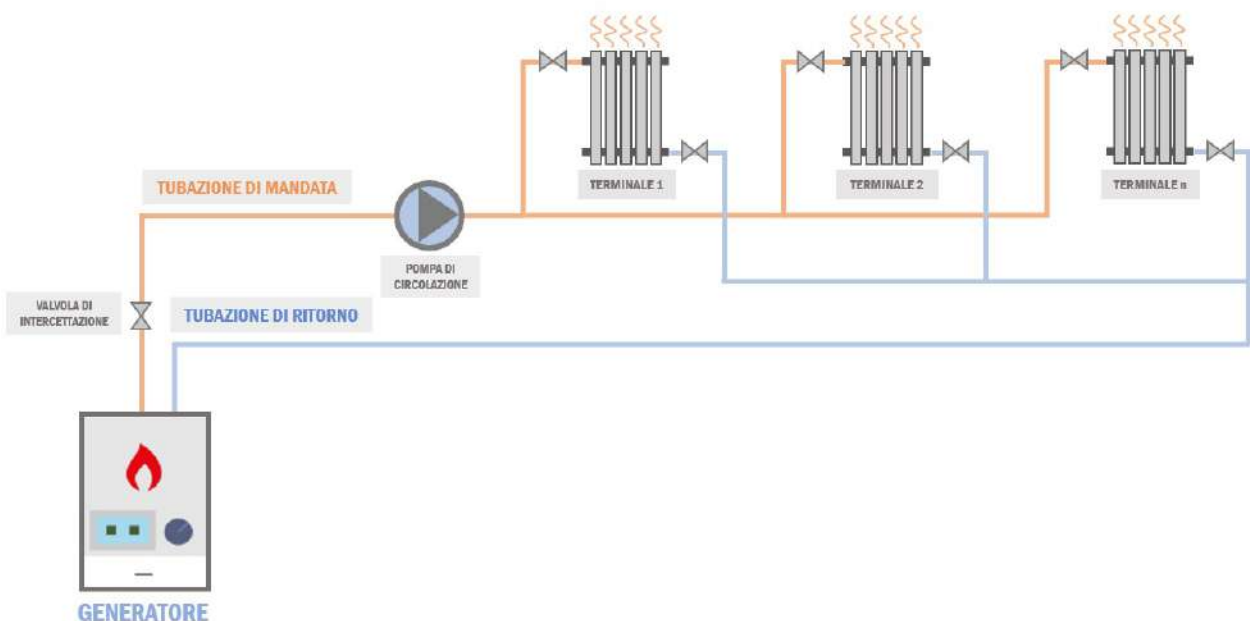 TERMINALE 1
TERMINALE 2
TERMINALE n
TUBAZIONE DI MANDATA
POMPA DI
CIRCOLAZIONE
VALVOLA DI
INTERCETTAZIONE
TUBAZIONE DI RITORNO
GENERATORE